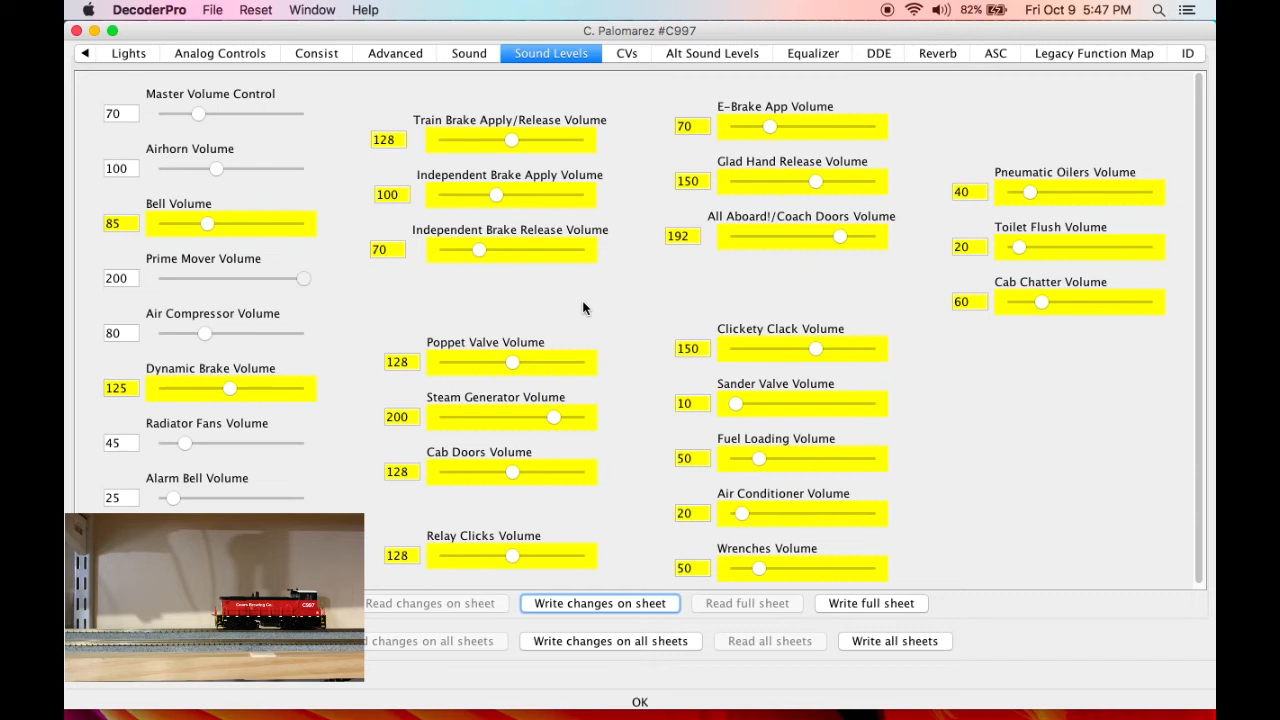 DecoderPro File Reset Window Help 82% Fri Oct 9 5:47 PM
C. Palomarez #C997
Lights Analog Controls Consist Advanced Sound Sound Levels CVs Alt Sound Levels Equalizer DDE Reverb ASC Legacy Function Map ID
Master Volume Control
70
Airhorn Volume
100
Bell Volume
85
Prime Mover Volume
200
Air Compressor Volume
80
Dynamic Brake Volume
125
Radiator Fans Volume
45
Alarm Bell Volume
25
Train Brake Apply/Release Volume
128
Independent Brake Apply Volume
100
Independent Brake Release Volume
70
Poppet Valve Volume
128
Steam Generator Volume
200
Cab Doors Volume
128
Relay Clicks Volume
128
E-Brake App Volume
70
Glad Hand Release Volume
150
All Aboard!/Coach Doors Volume
192
Clickety Clack Volume
150
Sander Valve Volume
10
Fuel Loading Volume
50
Air Conditioner Volume
20
Wrenches Volume
50
Pneumatic Oilers Volume
40
Toilet Flush Volume
20
Cab Chatter Volume
60
Coors Brewing Co. C997
Read changes on sheet Write changes on sheet Read full sheet Write full sheet
d changes on all sheets Write changes on all sheets Read all sheets Write all sheets
OK